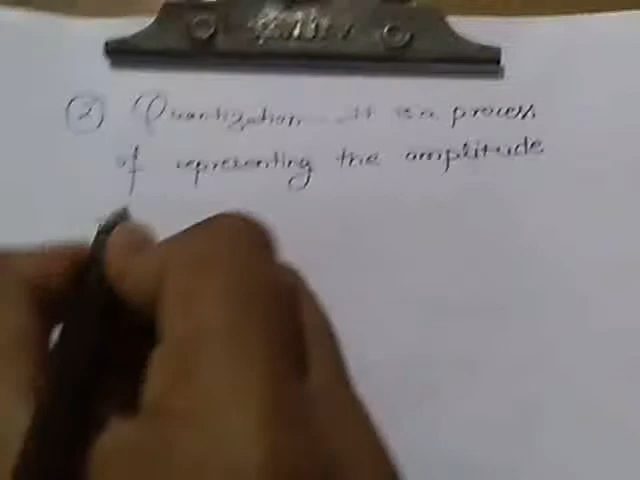 ② Quantization - It is a process
of representing the amplitude